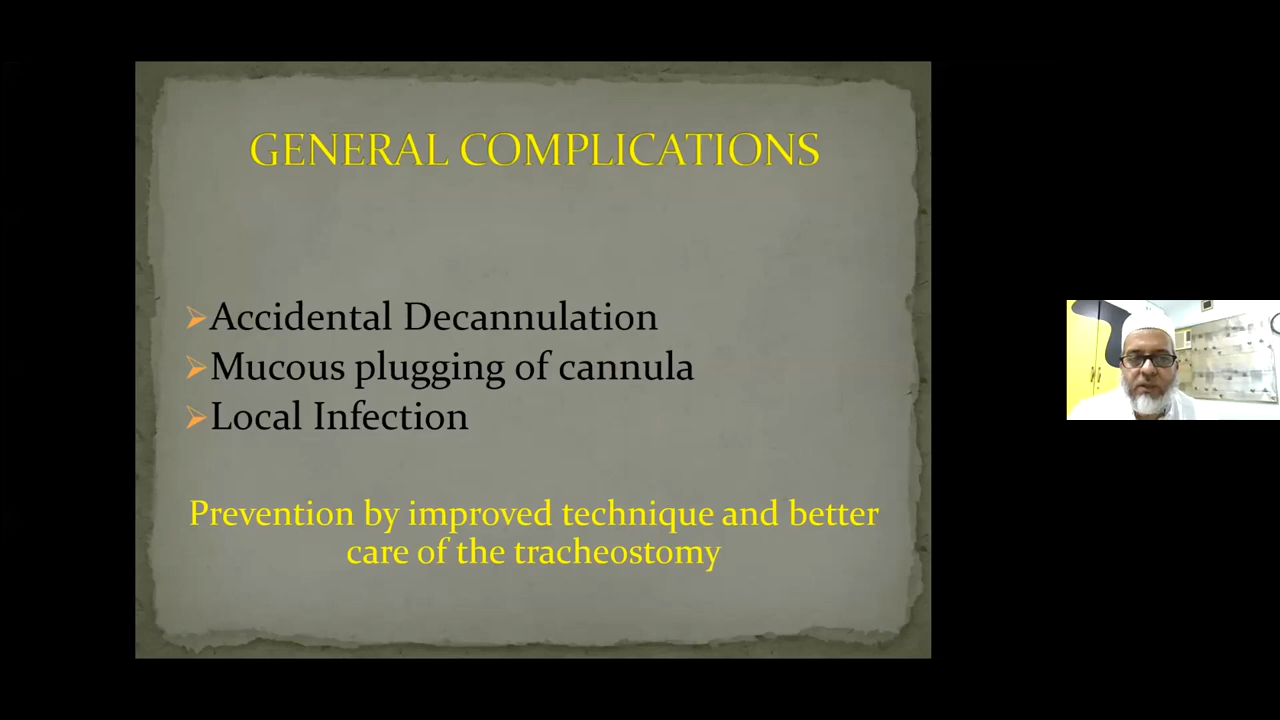 GENERAL COMPLICATIONS
Accidental Decannulation
Mucous plugging of cannula
Local Infection
Prevention by improved technique and better
care of the tracheostomy